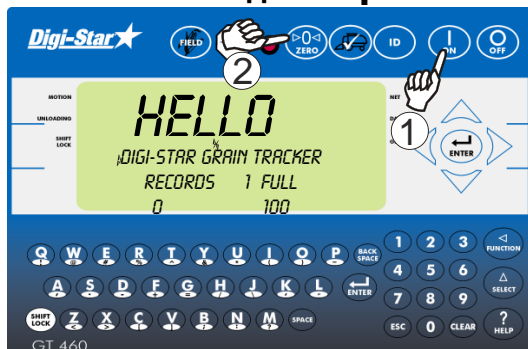 Digi-Star
FIELD
ZERO
ID
ON
OFF
2
1
MOTION
UNLOADING
SHIFT
LOCK
NET
HELLO
DIGI-STAR GRAIN TRACKER
RECORDS 1 FULL
0 100
ENTER
Q W E R T Y U I O P BACK SPACE
A S D F G H J K L ENTER
SHIFT LOCK Z X C V B N M SPACE
1 2 3 FUNCTION
4 5 6 SELECT
7 8 9
ESC 0 CLEAR ? HELP
GT 460